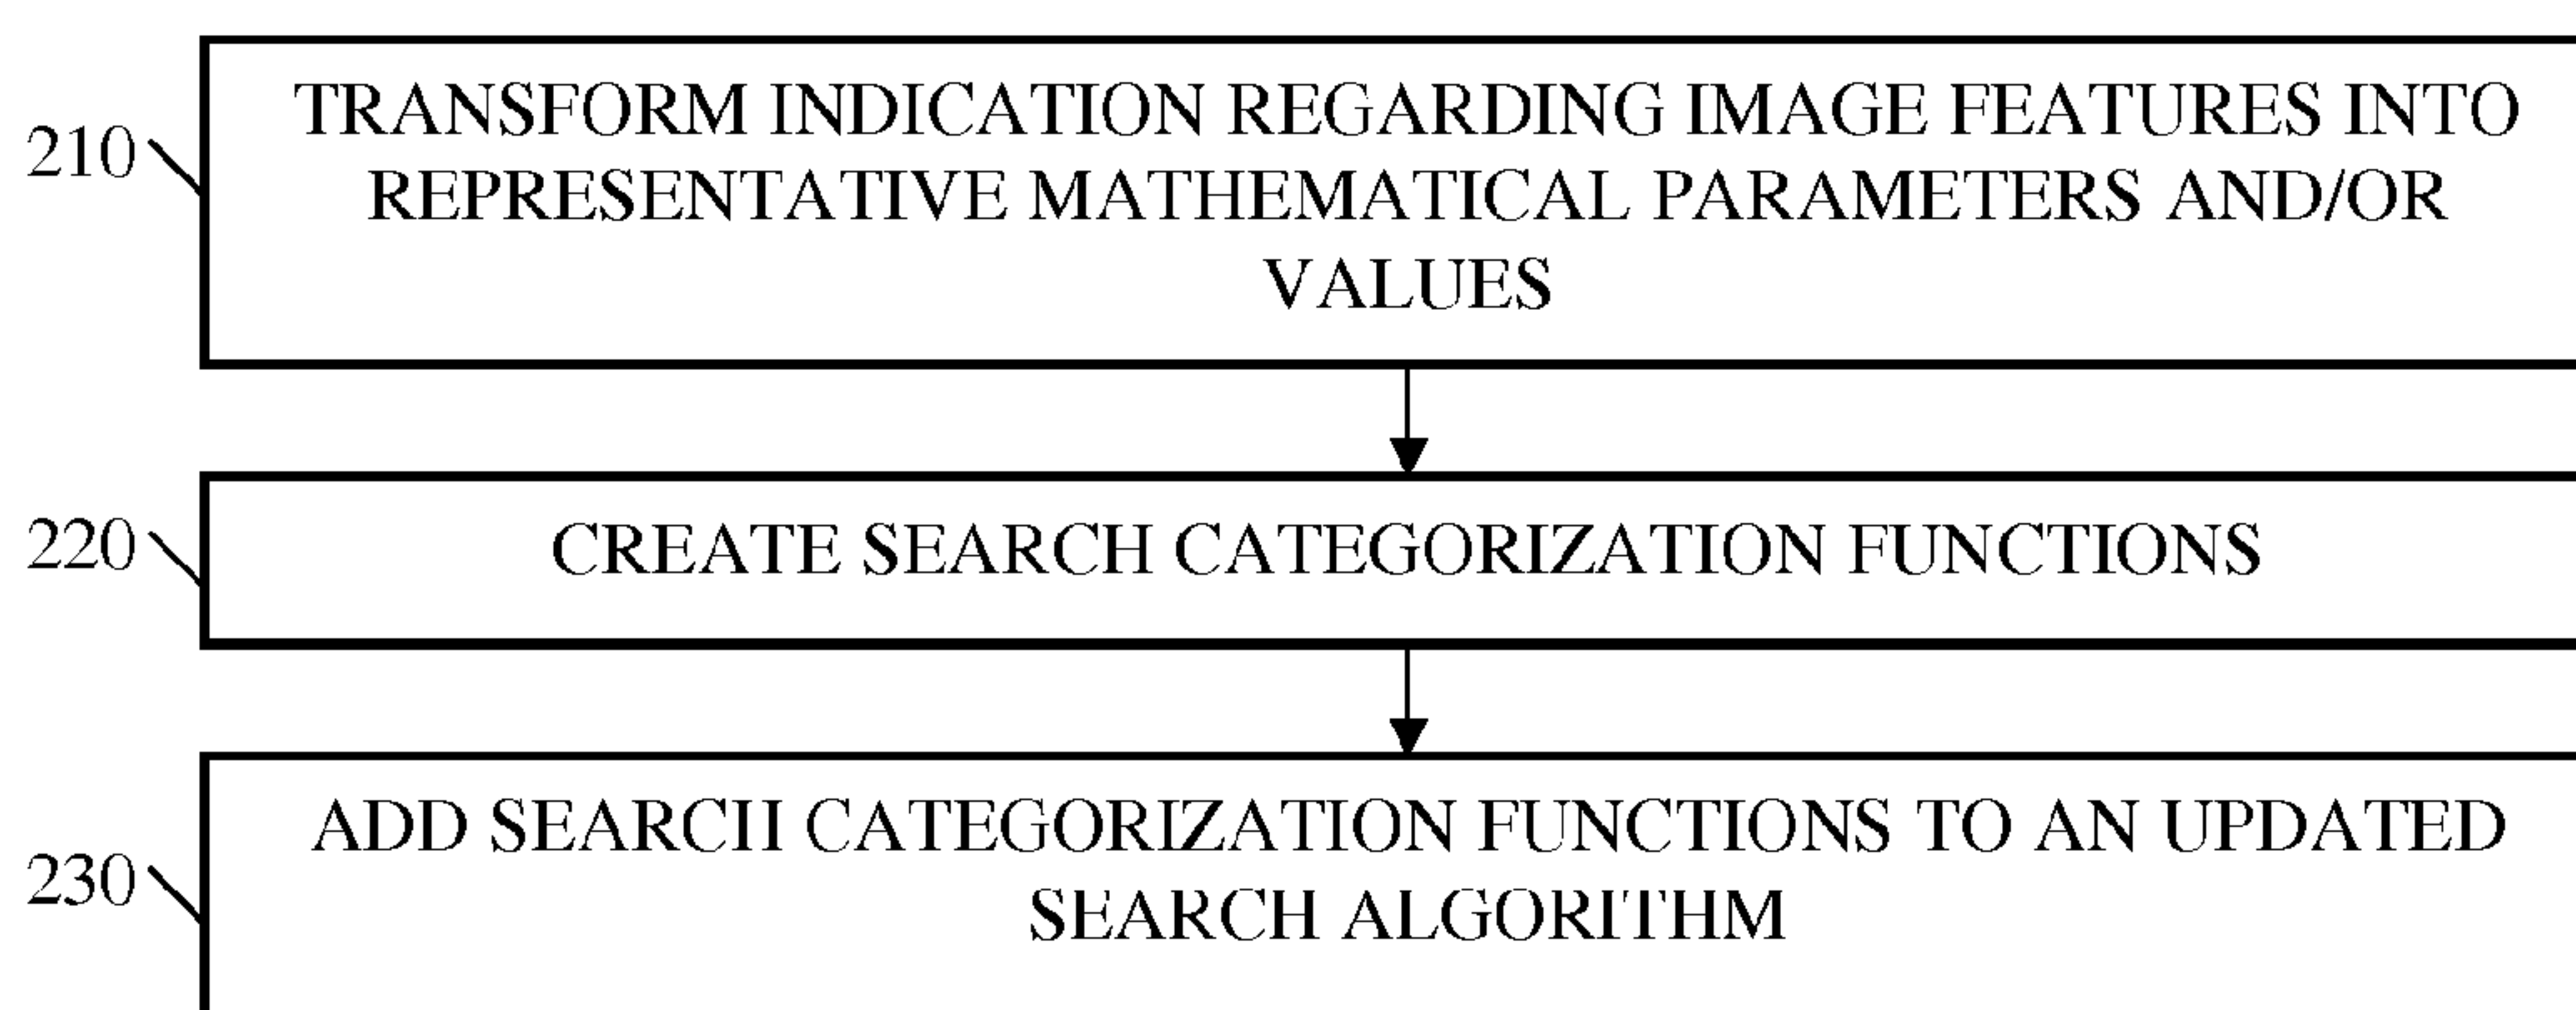 210
TRANSFORM INDICATION REGARDING IMAGE FEATURES INTO
REPRESENTATIVE MATHEMATICAL PARAMETERS AND/OR
VALUES
220
CREATE SEARCH CATEGORIZATION FUNCTIONS
230
ADD SEARCH CATEGORIZATION FUNCTIONS TO AN UPDATED
SEARCH ALGORITHM